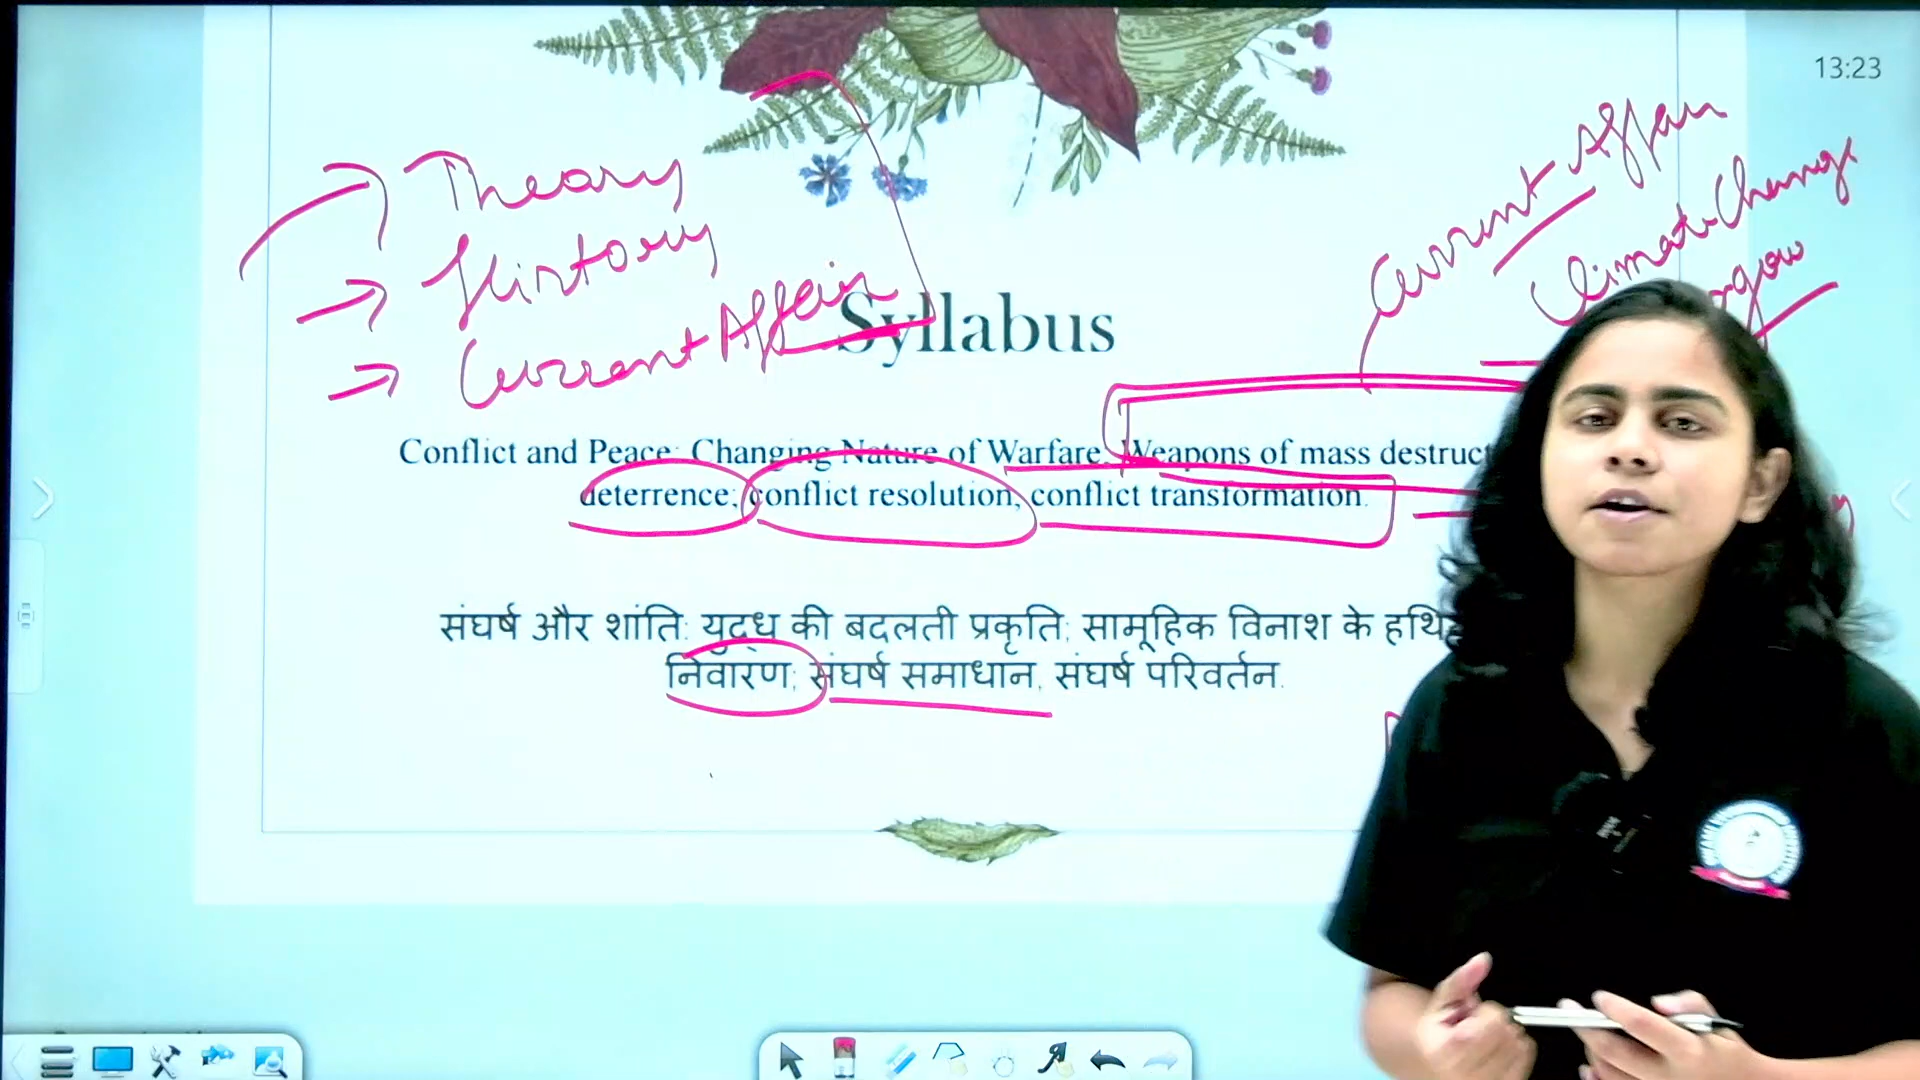 13:23
Theory
History
Current Affair
Current Affair
Climate Change
Syllabus
Conflict and Peace: Changing Nature of Warfare; Weapons of mass destruct
deterrence; conflict resolution, conflict transformation.
संघर्ष और शांति: युद्ध की बदलती प्रकृति; सामूहिक विनाश के हथि
निवारण; संघर्ष समाधान, संघर्ष परिवर्तन.